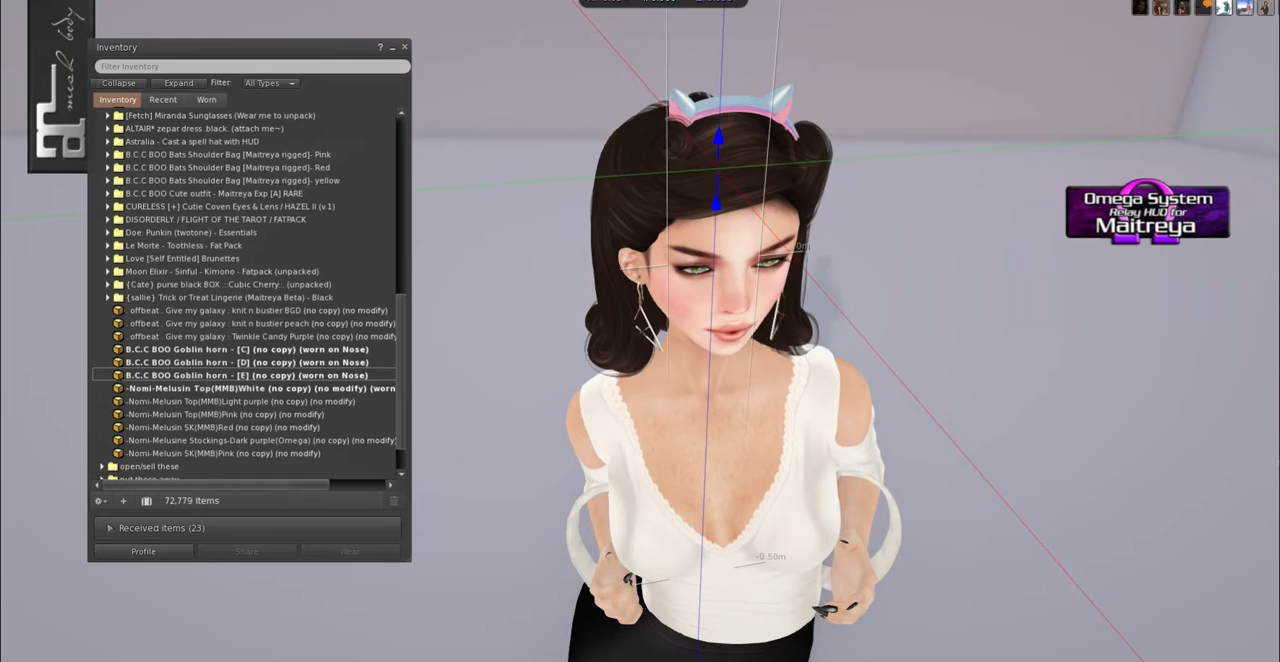 mesh body
Inventory
?
Filter Inventory
Collapse Expand Filter: All Types
Inventory Recent Worn
[Fetch] Miranda Sunglasses (Wear me to unpack)
ALTAIR* zepar dress .black. (attach me~)
Astralia - Cast a spell hat with HUD
B.C.C BOO Bats Shoulder Bag [Maitreya rigged]- Pink
B.C.C BOO Bats Shoulder Bag [Maitreya rigged]- Red
B.C.C BOO Bats Shoulder Bag [Maitreya rigged]- yellow
B.C.C BOO Cute outfit - Maitreya Exp [A] RARE
CURELESS [+] Cutie Coven Eyes & Lens / HAZEL II (v.1)
DISORDERLY / FLIGHT OF THE TAROT / FATPACK
Doe: Punkin (twotone) - Essentials
Le Morte - Toothless - Fat Pack
Love [Self Entitled] Brunettes
Moon Elixir - Sinful - Kimono - Fatpack (unpacked)
{Cate} purse black BOX .::Cubic Cherry::. (unpacked)
{sallie} Trick or Treat Lingerie (Maitreya Beta) - Black
. offbeat . Give my galaxy : knit n bustier BGD (no copy) (no modify)
. offbeat . Give my galaxy : knit n bustier peach (no copy) (no modify)
. offbeat . Give my galaxy : Twinkle Candy Purple (no copy) (no modify
B.C.C BOO Goblin horn - [C] (no copy) (worn on Nose)
B.C.C BOO Goblin horn - [D] (no copy) (worn on Nose)
B.C.C BOO Goblin horn - [E] (no copy) (worn on Nose)
-Nomi-Melusin Top(MMB)White (no copy) (no modify) (worn
-Nomi-Melusin Top(MMB)Light purple (no copy) (no modify)
-Nomi-Melusin Top(MMB)Pink (no copy) (no modify)
-Nomi-Melusin SK(MMB)Red (no copy) (no modify)
-Nomi-Melusine Stockings-Dark purple(Omega) (no copy) (no modify)
-Nomi-Melusin SK(MMB)Pink (no copy) (no modify)
open/sell these
put these away
72,779 Items
Received items (23)
Profile Share Wear
Omega System
Relay HUD for
Maitreya
-0.50m